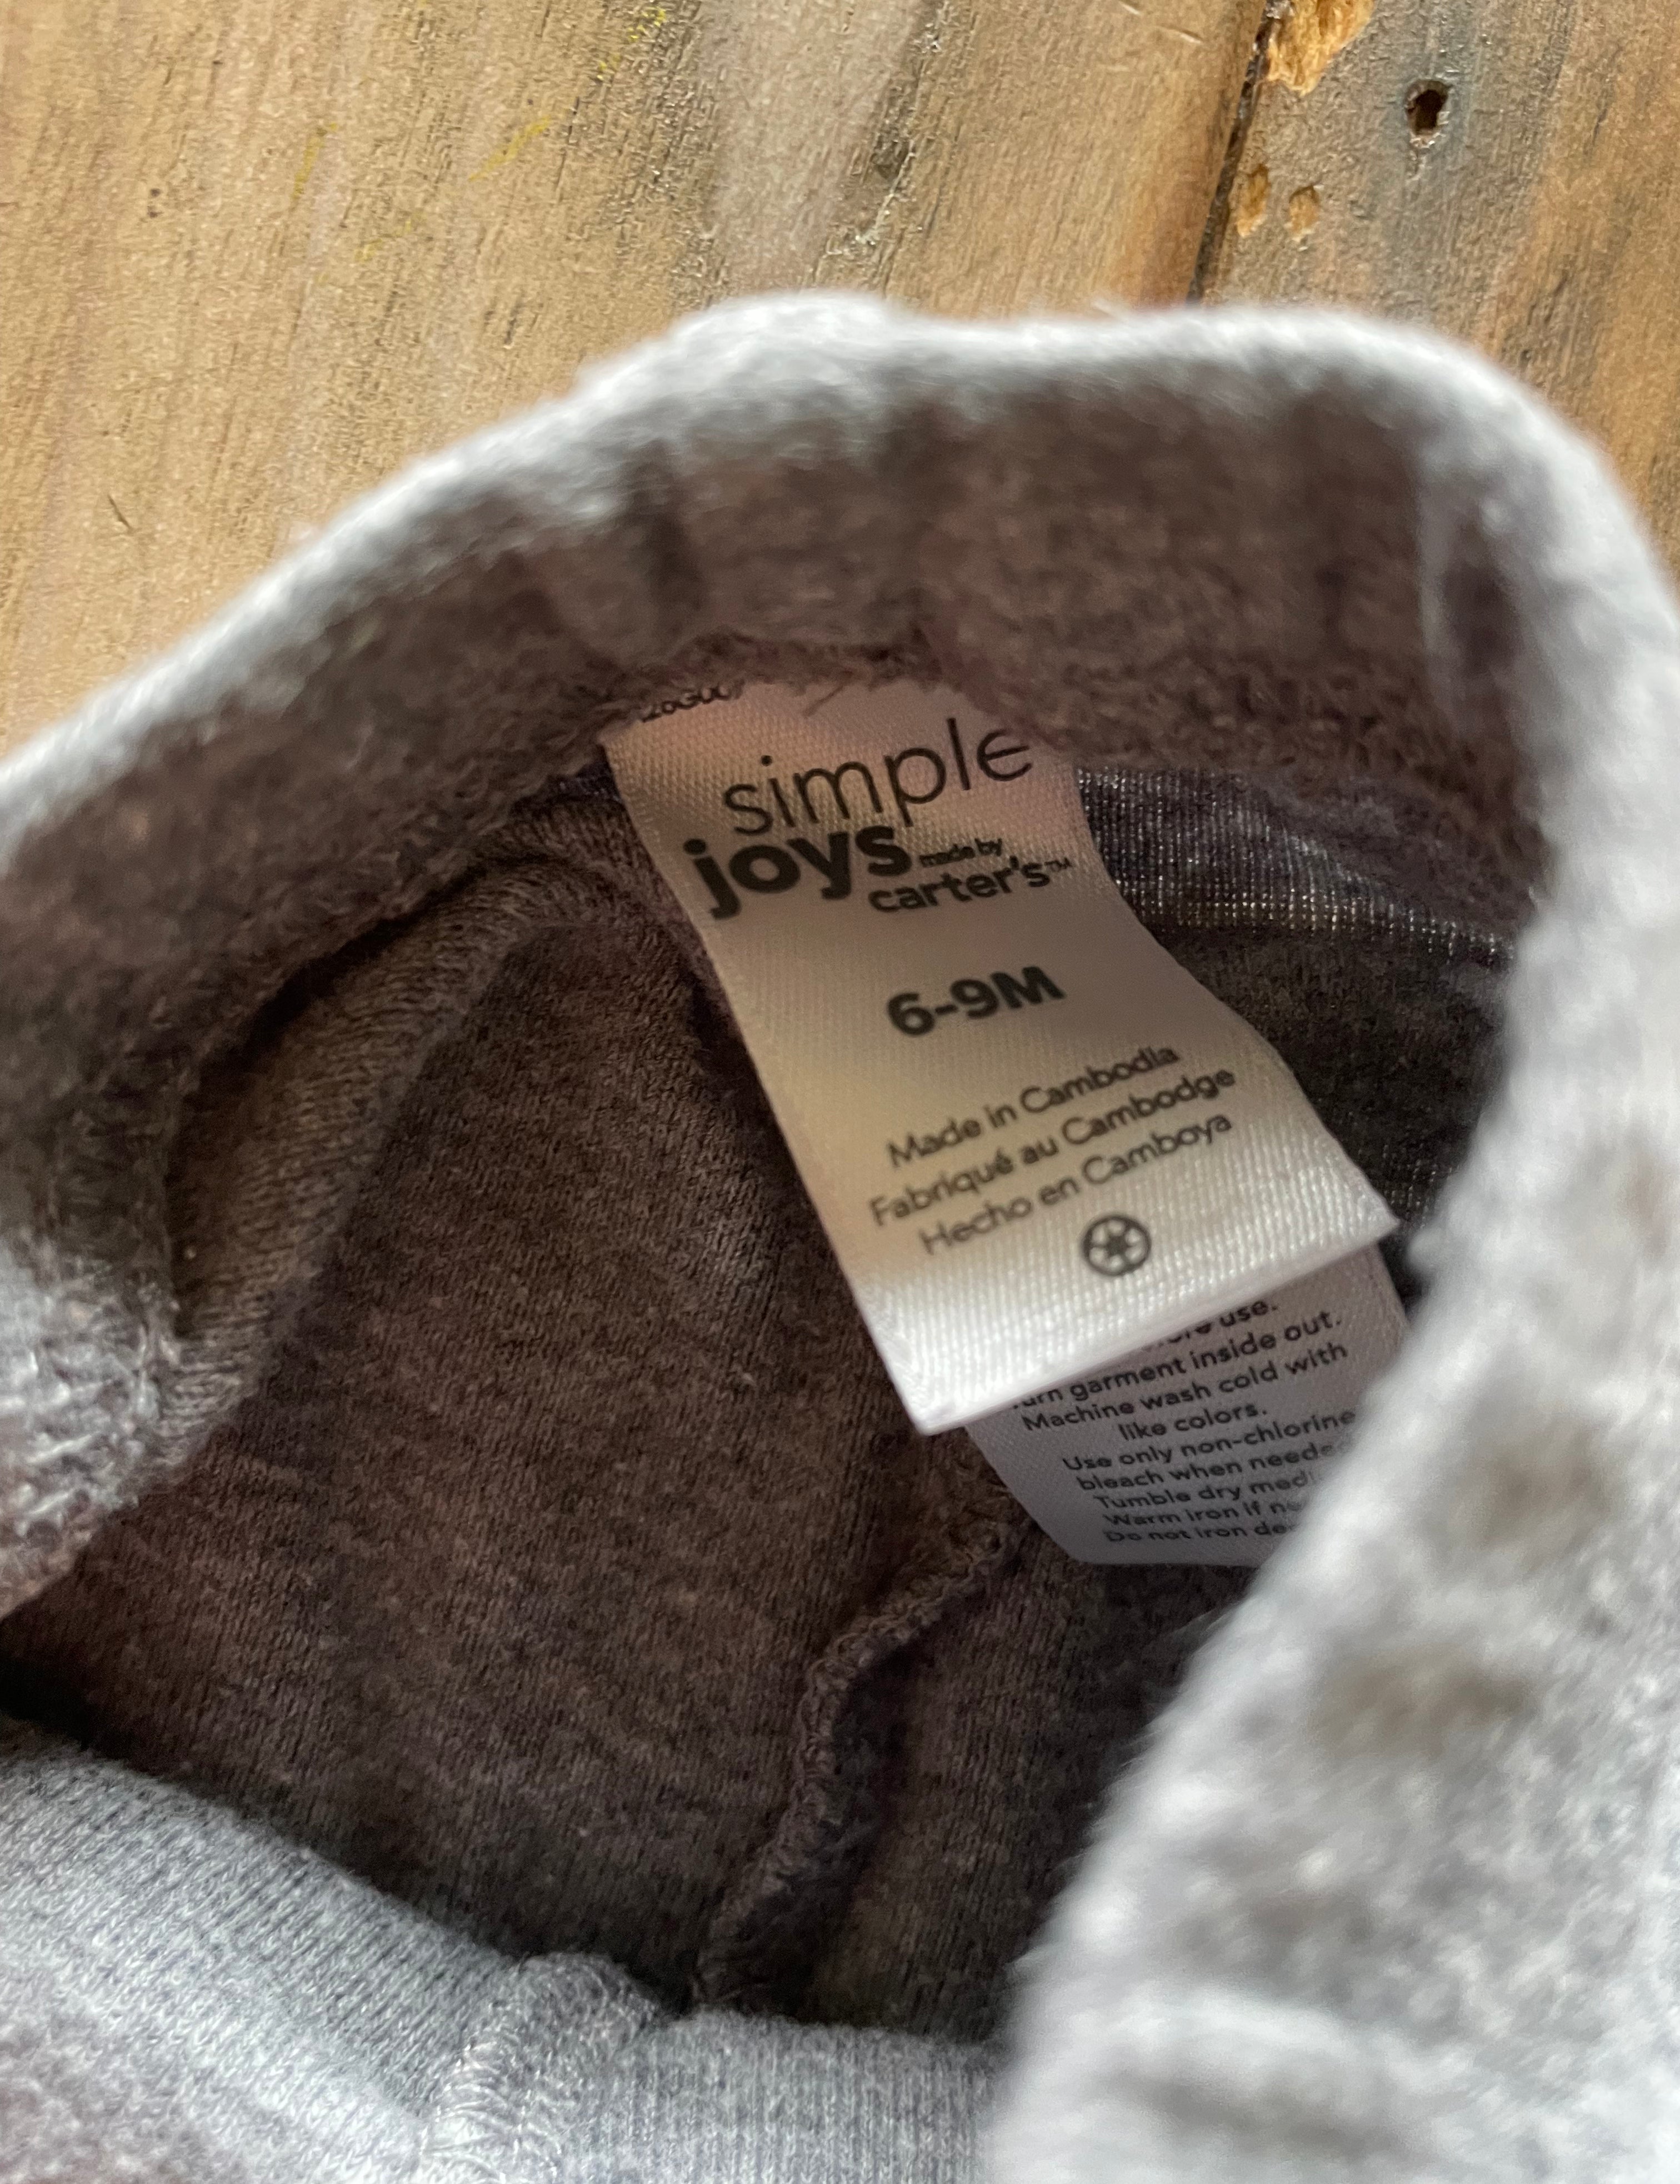 simple
joys made by
carter's™
6-9M
Made in Cambodia
Fabriqué au Cambodge
Hecho en Camboya
use.
garment inside out.
Machine wash cold with
like colors.
Use only non-chlorine
bleach when needed
Tumble dry
Warm iron if
Do not iron